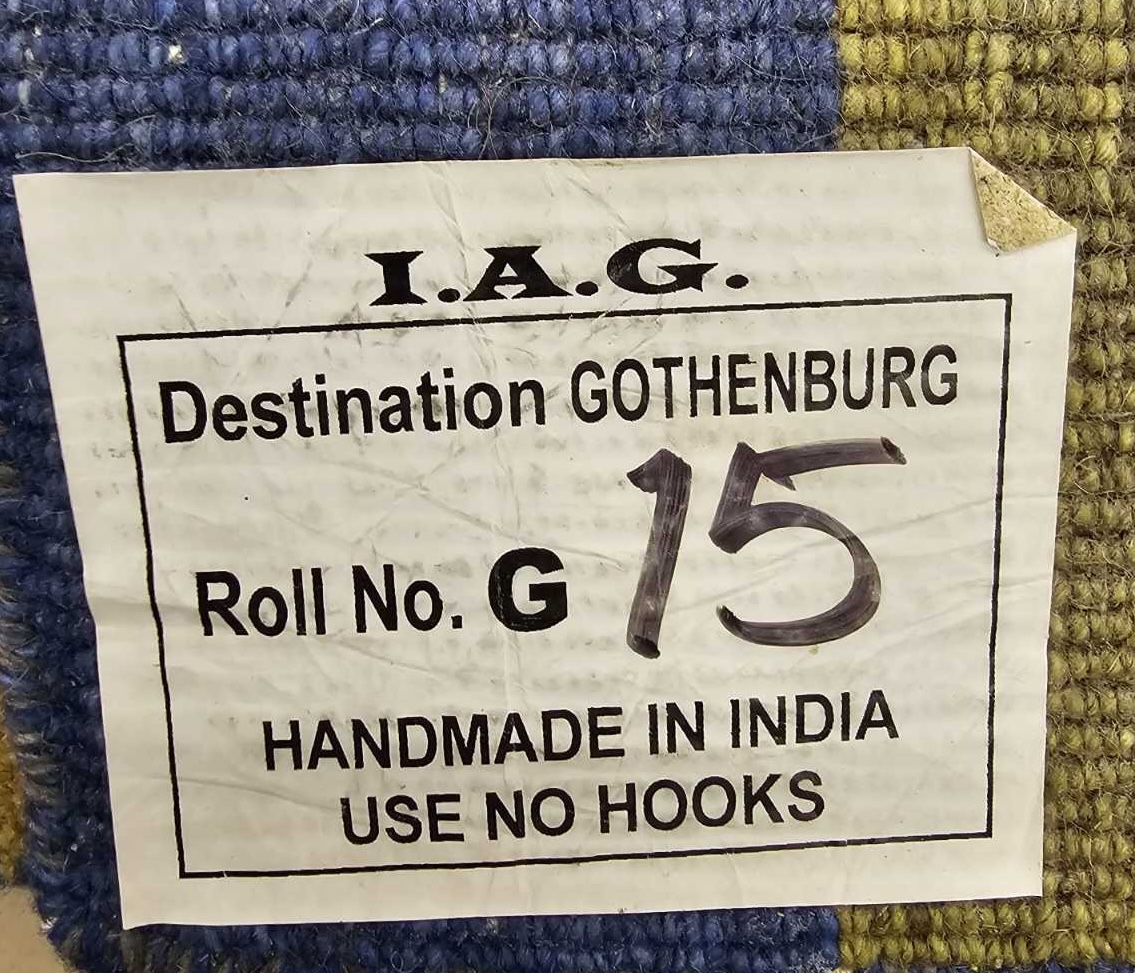 I.A.G.
Destination GOTHENBURG
Roll No. G 15
HANDMADE IN INDIA
USE NO HOOKS